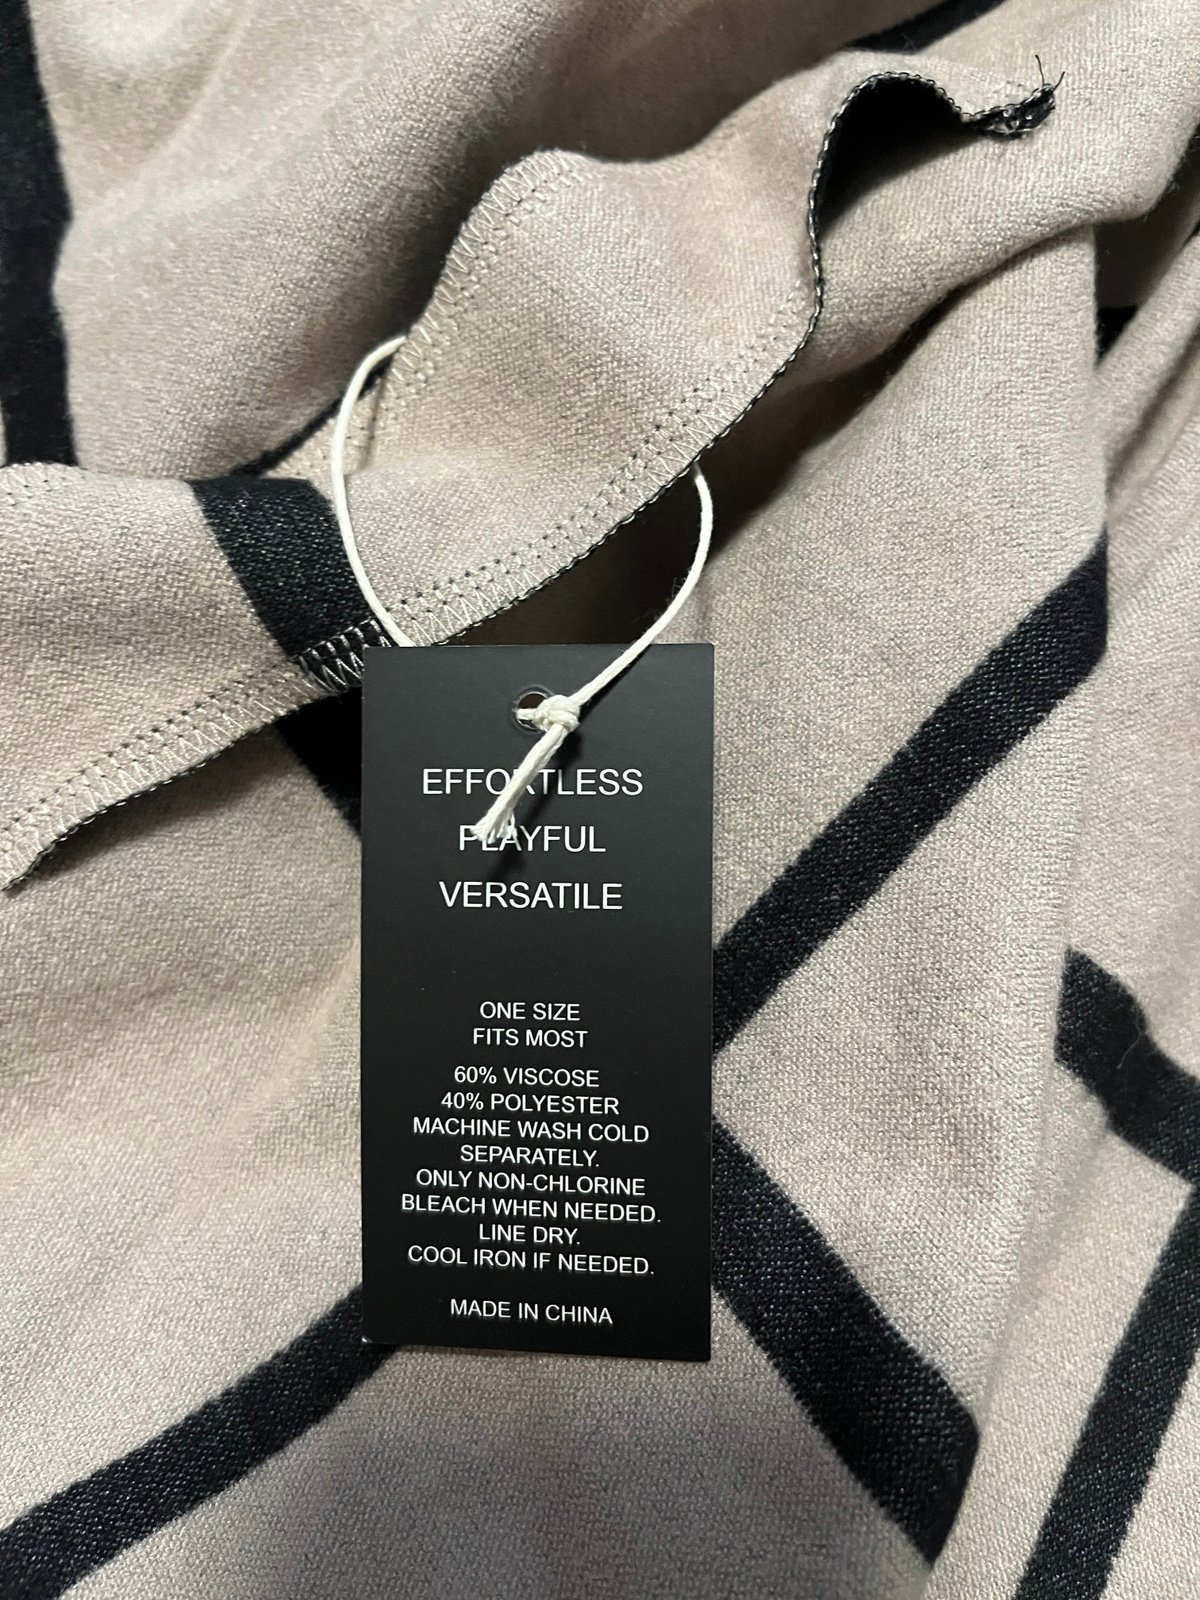 EFFORTLESS
PLAYFUL
VERSATILE
ONE SIZE
FITS MOST
60% VISCOSE
40% POLYESTER
MACHINE WASH COLD
SEPARATELY.
ONLY NON-CHLORINE
BLEACH WHEN NEEDED.
LINE DRY.
COOL IRON IF NEEDED.
MADE IN CHINA